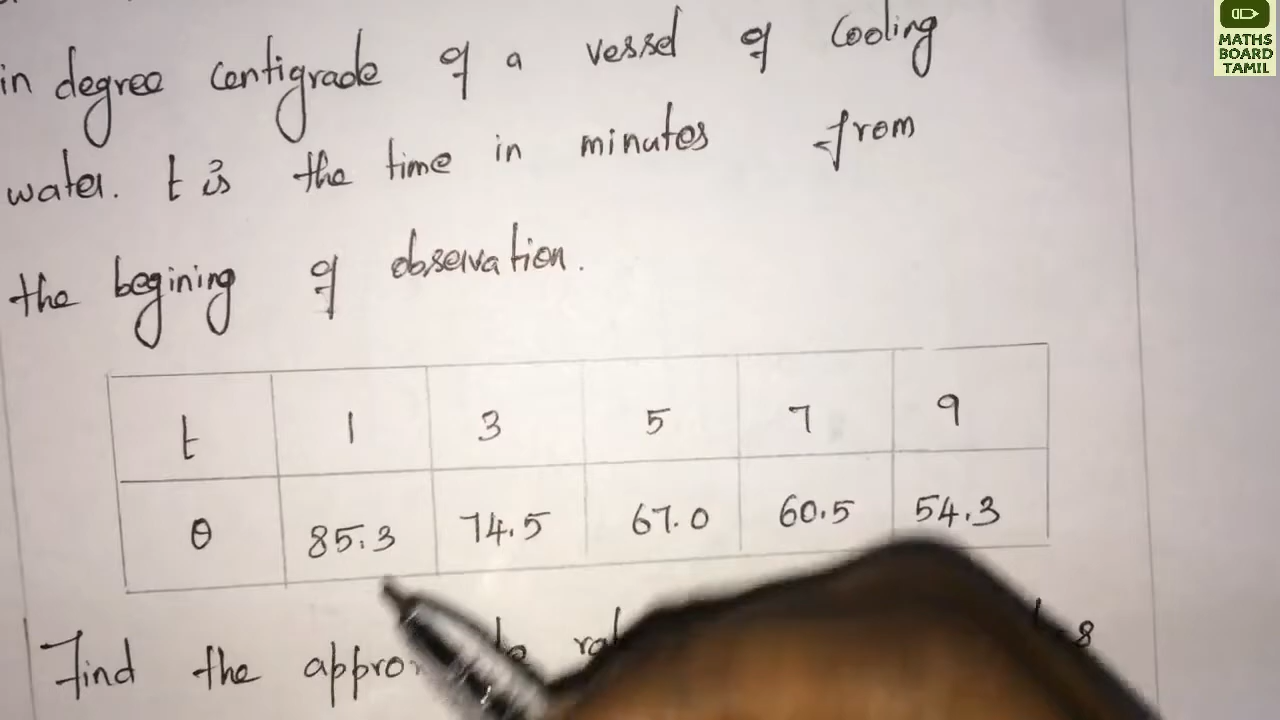 in degree centigrade of a vessel of cooling
water. t is the time in minutes from
the begining of observation.
t 1 3 5 7 9
θ 85.3 74.5 67.0 60.5 54.3
Find the 8
MATHS
BOARD
TAMIL